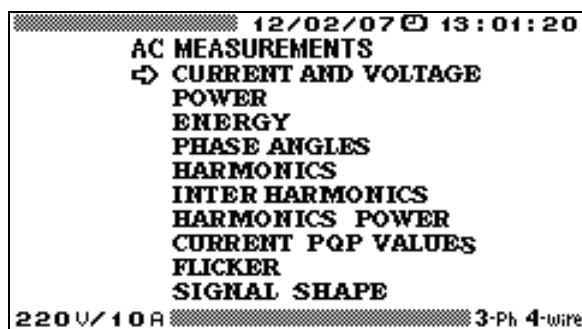 12/02/07 13:01:20
AC MEASUREMENTS
CURRENT AND VOLTAGE
POWER
ENERGY
PHASE ANGLES
HARMONICS
INTER HARMONICS
HARMONICS POWER
CURRENT PQP VALUES
FLICKER
SIGNAL SHAPE
220V/10A 3-Ph 4-wire